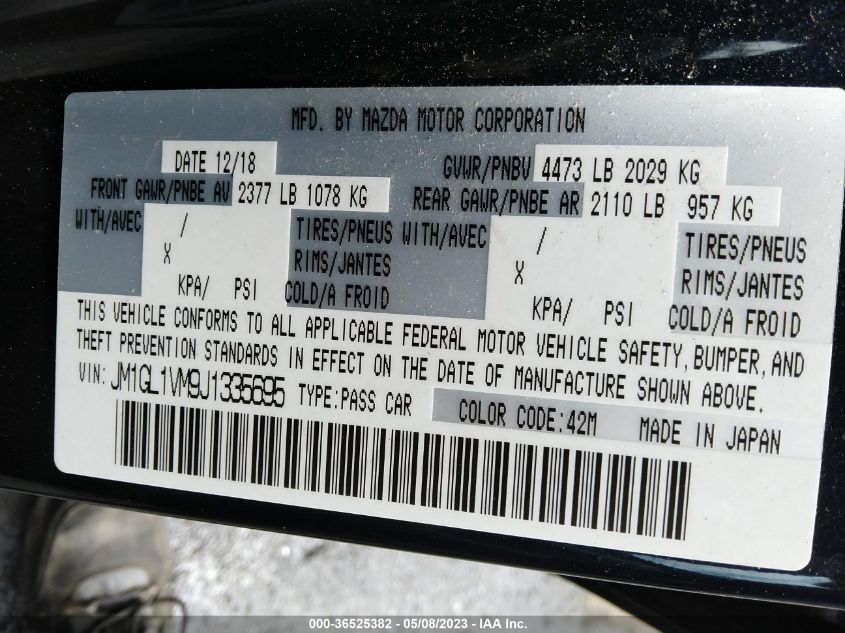 MFD. BY MAZDA MOTOR CORPORATION
DATE 12/18 GVWR/PNBV 4473 LB 2029 KG
FRONT GAWR/PNBE AV 2377 LB 1078 KG REAR GAWR/PNBE AR 2110 LB 957 KG
WITH/AVEC / TIRES/PNEUS WITH/AVEC / TIRES/PNEUS
X RIMS/JANTES X RIMS/JANTES
KPA/ PSI COLD/A FROID KPA/ PSI COLD/A FROID
THIS VEHICLE CONFORMS TO ALL APPLICABLE FEDERAL MOTOR VEHICLE SAFETY, BUMPER, AND
THEFT PREVENTION STANDARDS IN EFFECT ON THE DATE OF MANUFACTURE SHOWN ABOVE.
VIN: JM1GL1VM9J1335695 TYPE:PASS CAR COLOR CODE:42M MADE IN JAPAN
000-36525382 - 05/08/2023 - IAA Inc.